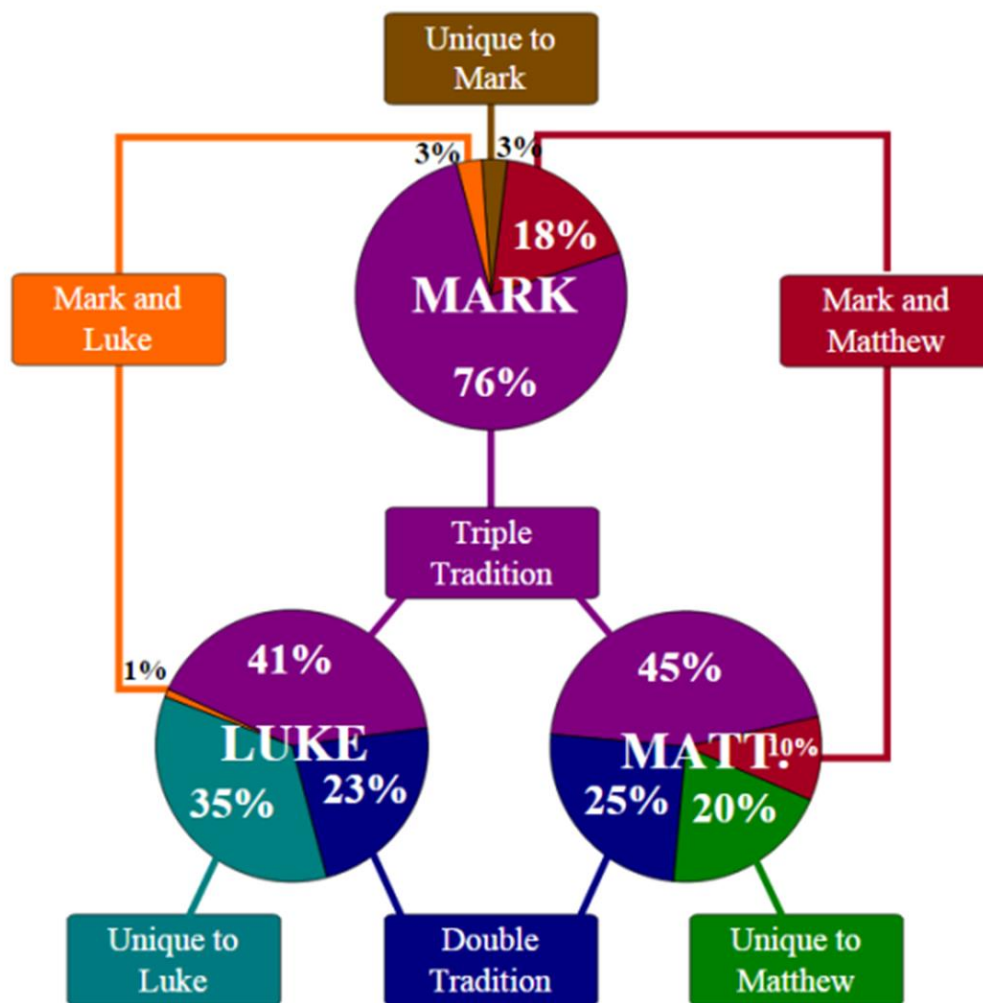 Unique to
Mark
3%
3%
18%
MARK
76%
Mark and
Luke
Mark and
Matthew
Triple
Tradition
1%
41%
LUKE
35%
23%
45%
MATT.
10%
25%
20%
Unique to
Luke
Double
Tradition
Unique to
Matthew